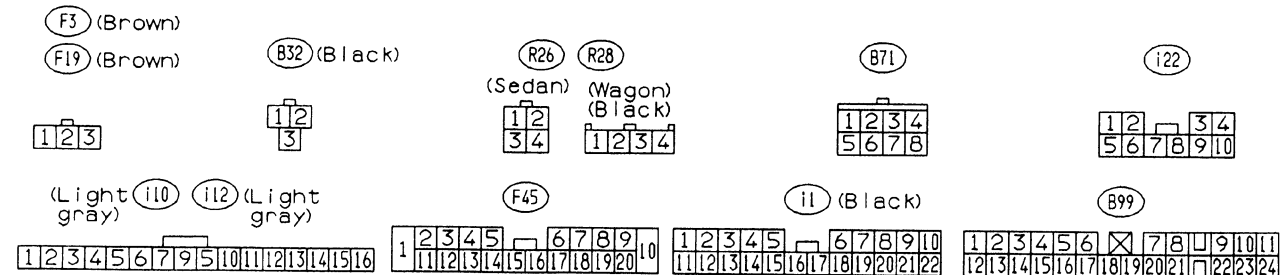 F3 (Brown)
F19 (Brown)
B32 (Black)
R26 R28
(Sedan) (Wagon)
(Black)
B71
i22
1 2 3
1 2
3
1 2
3 4
1 2 3 4
1 2 3 4
5 6 7 8
1 2 3 4
5 6 7 8 9 10
(Light gray) i10
i12 (Light gray)
F45
i1 (Black)
B99
1 2 3 4 5 6 7 9 5 10 11 12 13 14 15 16
1 2 3 4 5 6 7 8 9 10
11 12 13 14 15 16 17 18 19 20
1 2 3 4 5 6 7 8 9 10
11 12 13 14 15 16 17 18 19 20 21 22
1 2 3 4 5 6 7 8 9 10 11
12 13 14 15 16 17 18 19 20 21 22 23 24